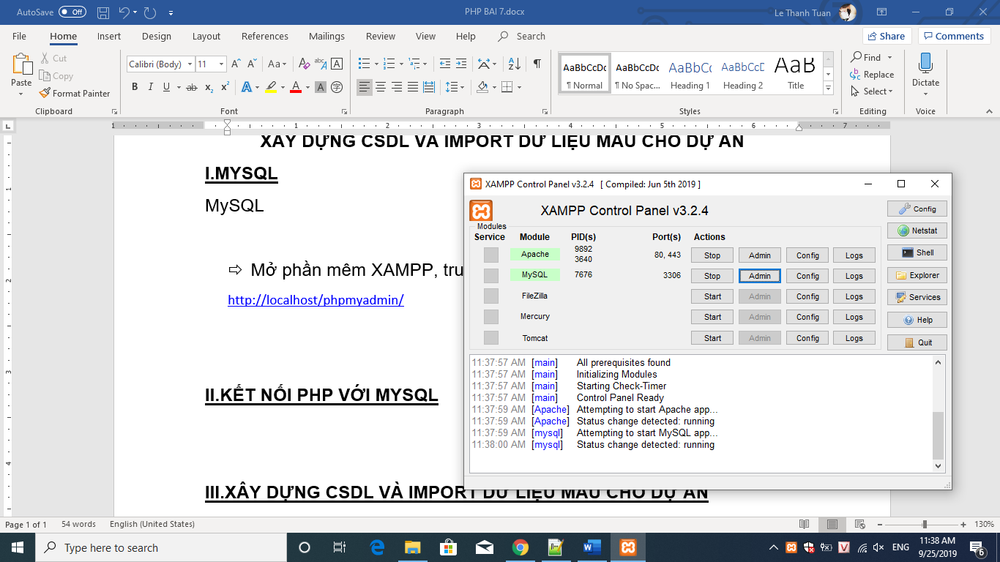 AutoSave Off PHP BAI 7.docx Le Thanh Tuan
File Home Insert Design Layout References Mailings Review View Help Search Share Comments
Paste Cut Copy Format Painter
Calibri (Body) 11
AaBbCcDc AaBbCcDc AaBbCc AaBbCcD AaB
¶ Normal ¶ No Spac... Heading 1 Heading 2 Title
Find
Replace
Select
Dictate
Clipboard Font Paragraph Styles Editing Voice
XÂY DỰNG CSDL VÀ IMPORT DỮ LIỆU MẪU CHO DỰ ÁN
I.MYSQL
MySQL
Mở phần mêm XAMPP, tru
http://localhost/phpmyadmin/
II.KẾT NỐI PHP VỚI MYSQL
III.XÂY DỰNG CSDL VÀ IMPORT DỮ LIỆU MẪU CHO DỰ ÁN
XAMPP Control Panel v3.2.4 [ Compiled: Jun 5th 2019 ]
XAMPP Control Panel v3.2.4
Modules
Service Module PID(s) Port(s) Actions
Apache 9892 3640 80, 443 Stop Admin Config Logs
MySQL 7676 3306 Stop Admin Config Logs
FileZilla Start Admin Config Logs
Mercury Start Admin Config Logs
Tomcat Start Admin Config Logs
Config
Netstat
Shell
Explorer
Services
Help
Quit
11:37:57 AM [main] All prerequisites found
11:37:57 AM [main] Initializing Modules
11:37:57 AM [main] Starting Check-Timer
11:37:57 AM [main] Control Panel Ready
11:37:59 AM [Apache] Attempting to start Apache app...
11:37:59 AM [Apache] Status change detected: running
11:37:59 AM [mysql] Attempting to start MySQL app...
11:38:00 AM [mysql] Status change detected: running
Page 1 of 1 54 words English (United States) 130%
Type here to search
ENG 11:38 AM
9/25/2019 6